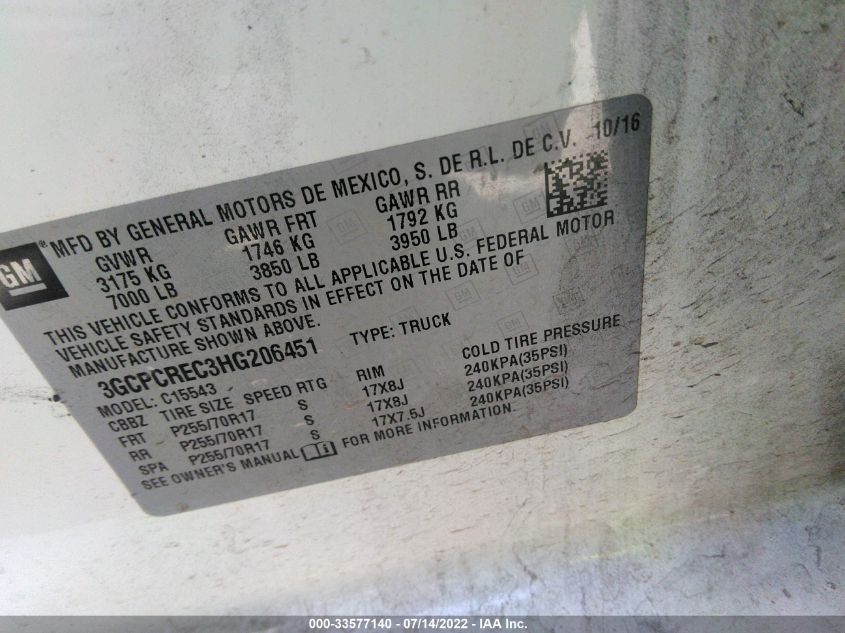 MFD BY GENERAL MOTORS DE MEXICO, S. DE R.L. DE C.V. 10/16
GM®
GVWR GAWR FRT GAWR RR
3175 KG 1746 KG 1792 KG
7000 LB 3850 LB 3950 LB
THIS VEHICLE CONFORMS TO ALL APPLICABLE U.S. FEDERAL MOTOR
VEHICLE SAFETY STANDARDS IN EFFECT ON THE DATE OF
MANUFACTURE SHOWN ABOVE.
3GCPCREC3HG206451 TYPE: TRUCK
MODEL: C15543
CBBZ TIRE SIZE SPEED RTG RIM COLD TIRE PRESSURE
FRT P255/70R17 S 17X8J 240KPA(35PSI)
RR P255/70R17 S 17X8J 240KPA(35PSI)
SPA P255/70R17 S 17X7.5J 240KPA(35PSI)
SEE OWNER'S MANUAL FOR MORE INFORMATION.
000-33577140 - 07/14/2022 - IAA Inc.